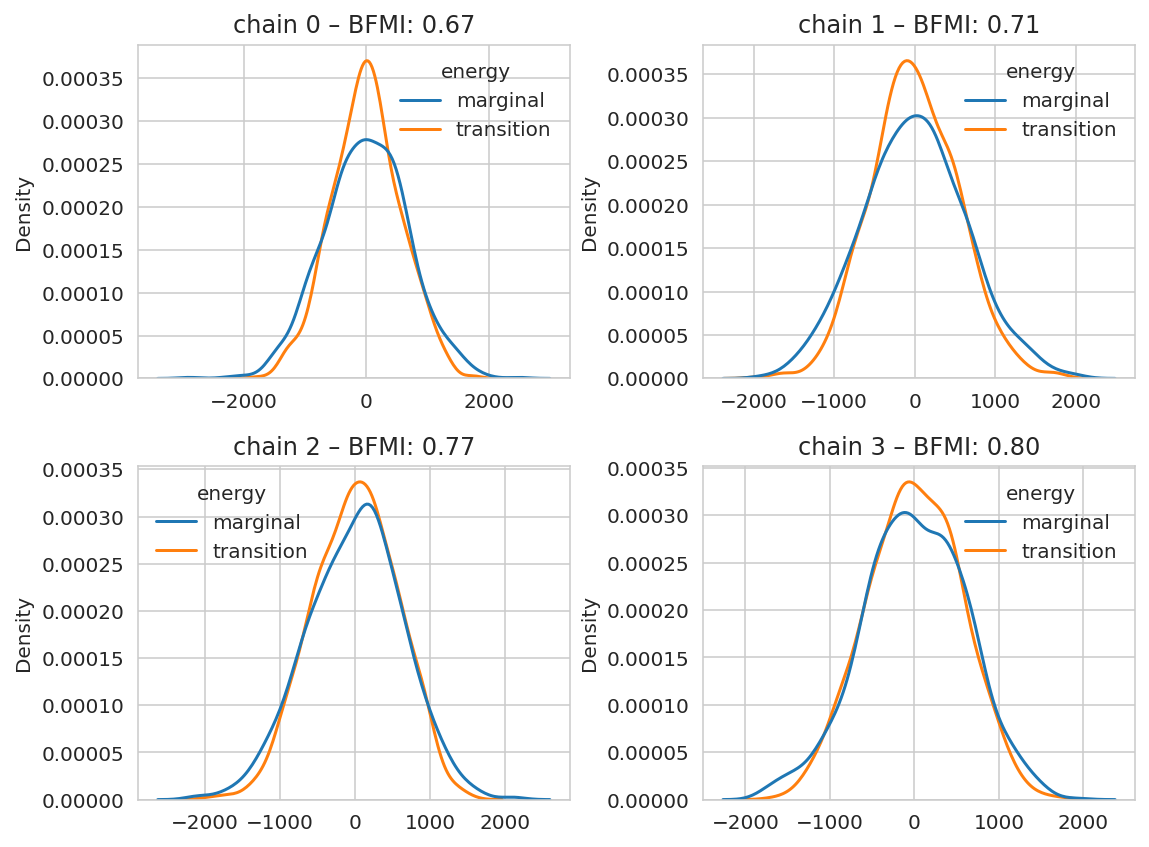 chain 0 – BFMI: 0.67
energy
marginal
transition
Density
0.00035
0.00030
0.00025
0.00020
0.00015
0.00010
0.00005
0.00000
−2000 0 2000
chain 1 – BFMI: 0.71
energy
marginal
transition
Density
0.00035
0.00030
0.00025
0.00020
0.00015
0.00010
0.00005
0.00000
−2000 −1000 0 1000 2000
chain 2 – BFMI: 0.77
energy
marginal
transition
Density
0.00035
0.00030
0.00025
0.00020
0.00015
0.00010
0.00005
0.00000
−2000 −1000 0 1000 2000
chain 3 – BFMI: 0.80
energy
marginal
transition
Density
0.00035
0.00030
0.00025
0.00020
0.00015
0.00010
0.00005
0.00000
−2000 −1000 0 1000 2000